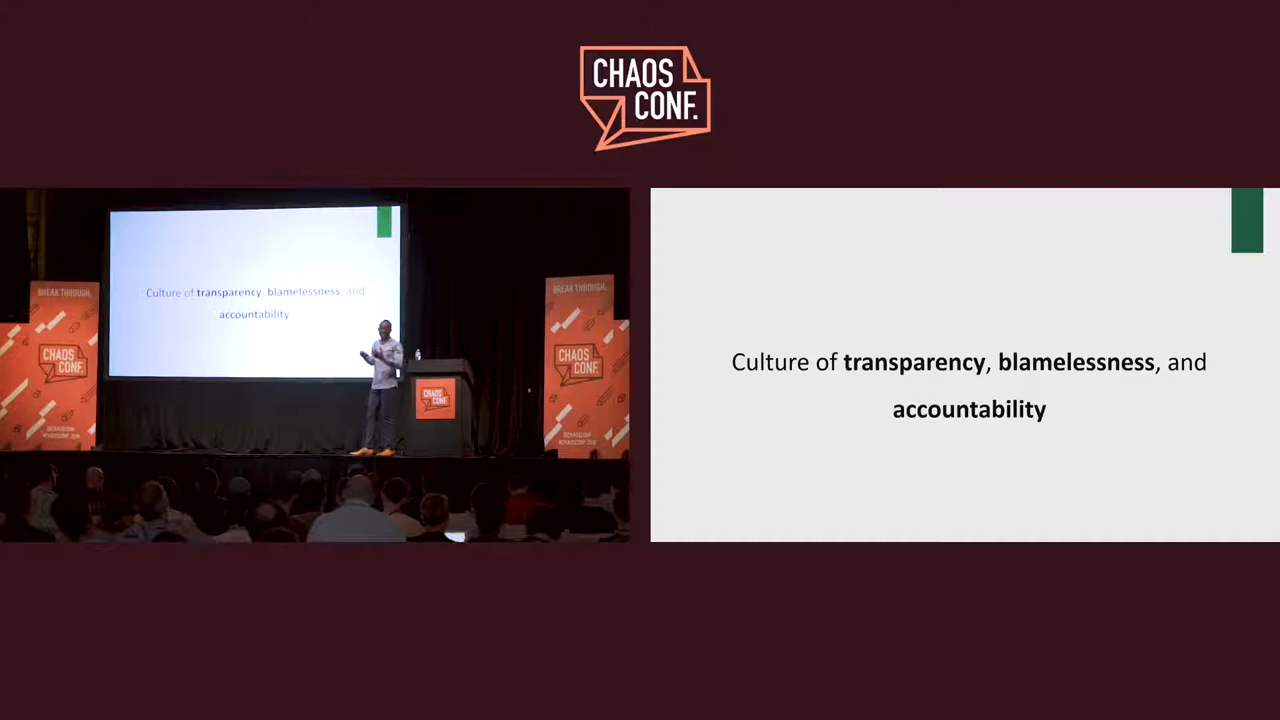 CHAOS
CONF.
Culture of transparency, blamelessness, and
accountability
BREAK THROUGH.
CHAOS
CONF.
CHAOS
CONF.
BREAK THROUGH.
CHAOS
CONF.
Culture of transparency, blamelessness, and
accountability